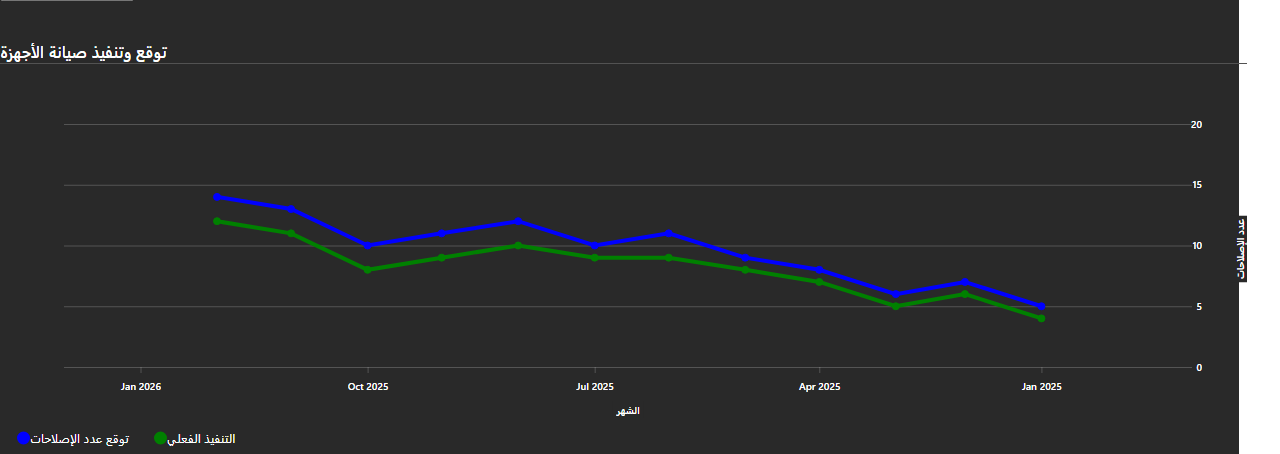 توقع وتنفيذ صيانة الأجهزة
20
15
10
5
0
عدد الإصلاحات
Jan 2026 Oct 2025 Jul 2025 Apr 2025 Jan 2025
الشهر
توقع عدد الإصلاحات التنفيذ الفعلي